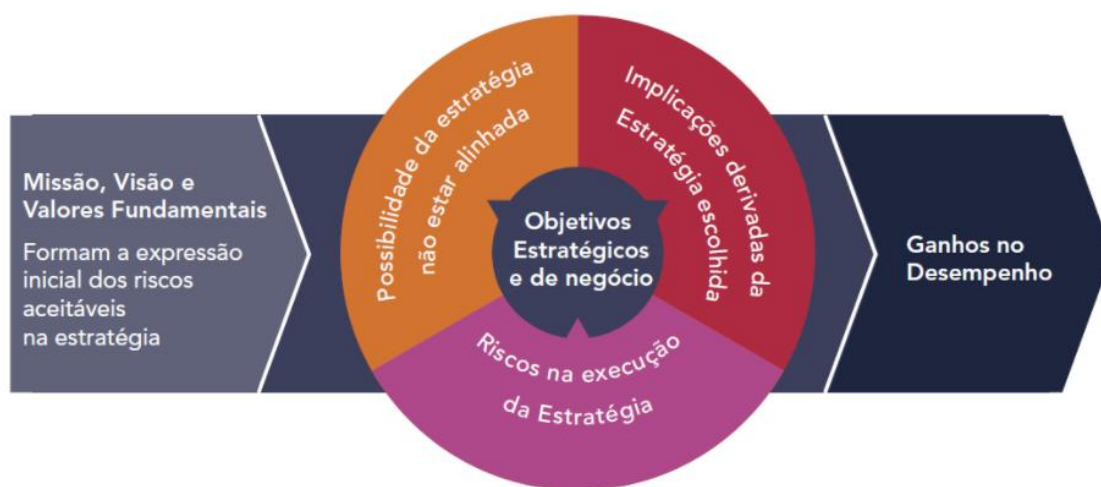 Missão, Visão e
Valores Fundamentais
Formam a expressão
inicial dos riscos
aceitáveis
na estratégia
Possibilidade da estratégia
não estar alinhada
Implicações derivadas da
Estratégia escolhida
Objetivos
Estratégicos
e de negócio
Riscos na execução
da Estratégia
Ganhos no
Desempenho